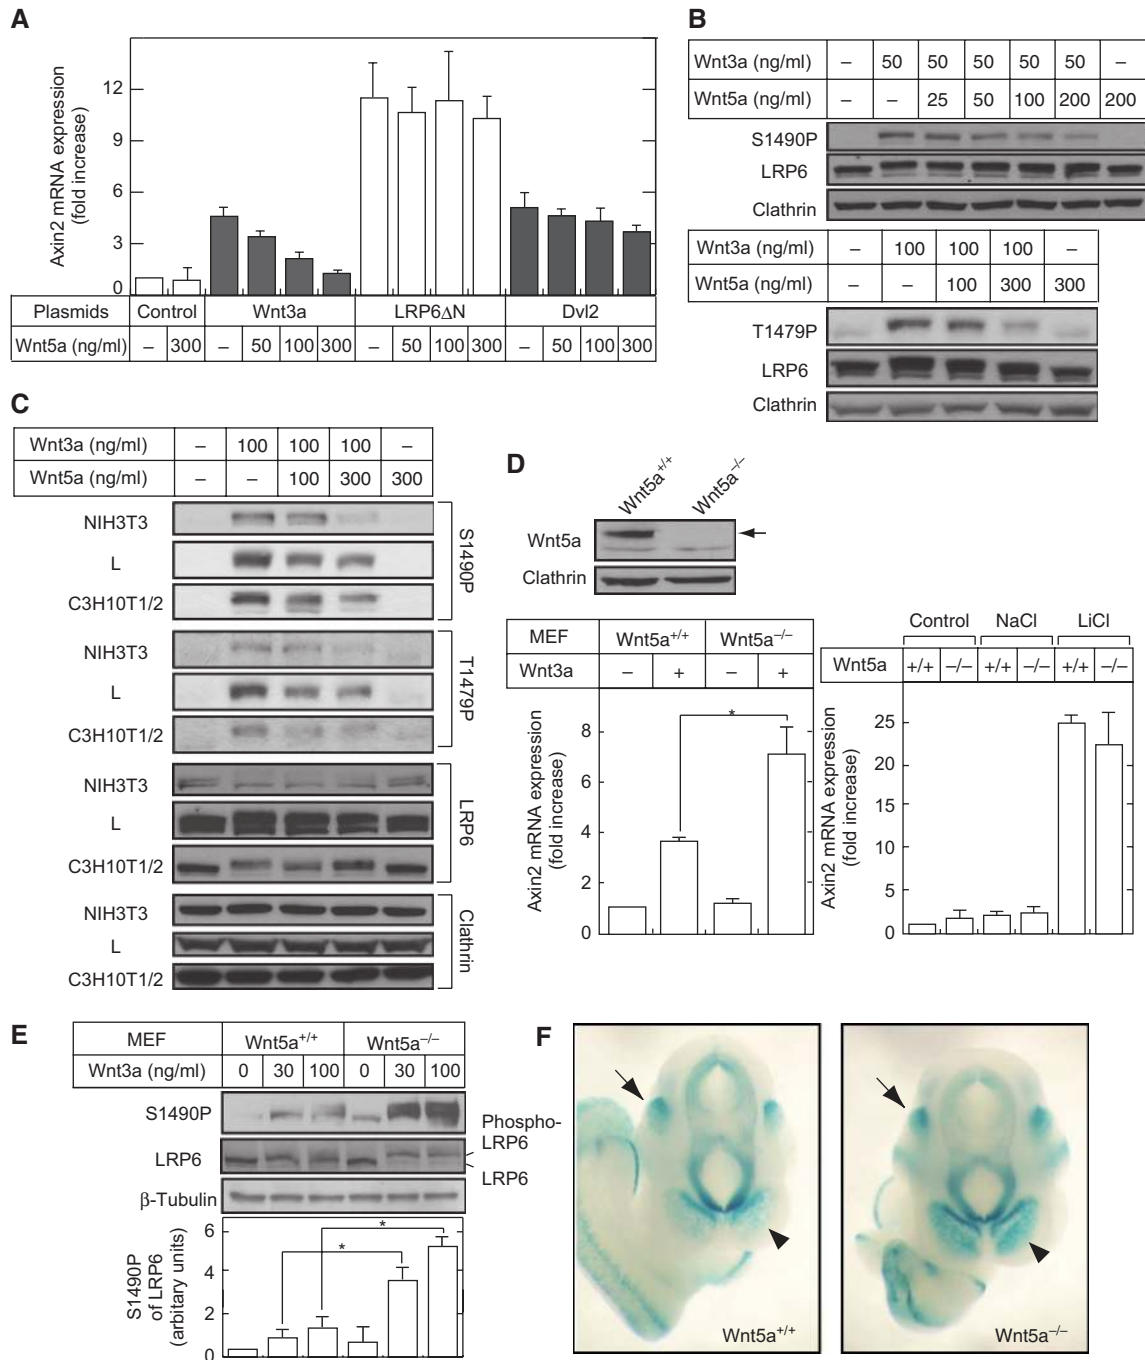 A
Axin2 mRNA expression
(fold increase)
12
9
6
3
0
Plasmids Control Wnt3a LRP6ΔN Dvl2
Wnt5a (ng/ml) – 300 – 50 100 300 – 50 100 300 – 50 100 300
B
Wnt3a (ng/ml) – 50 50 50 50 50 –
Wnt5a (ng/ml) – – 25 50 100 200 200
S1490P
LRP6
Clathrin
Wnt3a (ng/ml) – 100 100 100 –
Wnt5a (ng/ml) – – 100 300 300
T1479P
LRP6
Clathrin
C
Wnt3a (ng/ml) – 100 100 100 –
Wnt5a (ng/ml) – – 100 300 300
NIH3T3
L
C3H10T1/2
S1490P
NIH3T3
L
C3H10T1/2
T1479P
NIH3T3
L
C3H10T1/2
LRP6
NIH3T3
L
C3H10T1/2
Clathrin
D
Wnt5a+/+ Wnt5a–/–
Wnt5a
Clathrin
MEF Wnt5a+/+ Wnt5a–/–
Wnt3a – + – +
Axin2 mRNA expression
(fold increase)
8
6
4
2
0
*
Control NaCl LiCl
Wnt5a +/+ –/– +/+ –/– +/+ –/–
Axin2 mRNA expression
(fold increase)
25
20
15
10
5
0
E
MEF Wnt5a+/+ Wnt5a–/–
Wnt3a (ng/ml) 0 30 100 0 30 100
S1490P
LRP6
Phospho-
LRP6
LRP6
β-Tubulin
S1490P
of LRP6
(arbitary units)
6
4
2
0
*
*
F
Wnt5a+/+
Wnt5a–/–